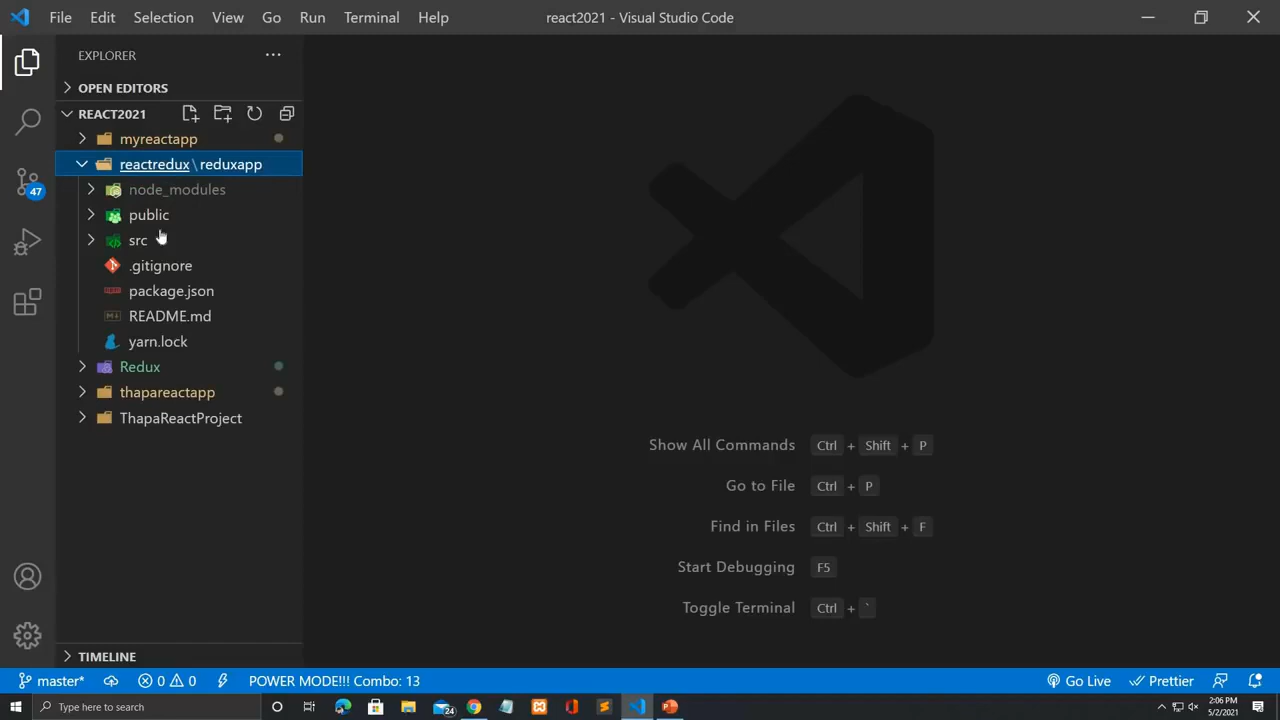 File Edit Selection View Go Run Terminal Help
react2021 - Visual Studio Code
EXPLORER
OPEN EDITORS
REACT2021
myreactapp
reactredux \ reduxapp
node_modules
public
src
.gitignore
package.json
README.md
yarn.lock
Redux
thapareactapp
ThapaReactProject
47
Show All Commands Ctrl + Shift + P
Go to File Ctrl + P
Find in Files Ctrl + Shift + F
Start Debugging F5
Toggle Terminal Ctrl + `
TIMELINE
master* 0 0 POWER MODE!!! Combo: 13 Go Live Prettier
Type here to search
24
2:06 PM
5/2/2021